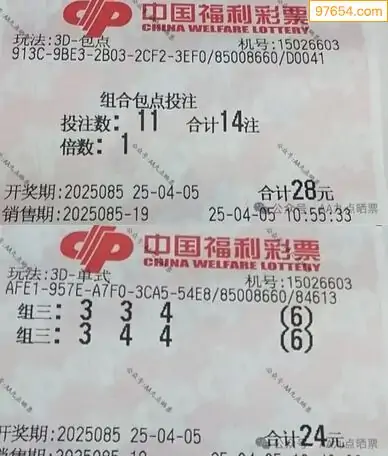 97654.com
中国福利彩票
CHINA WELFARE LOTTERY
玩法:3D-包点 机号:15026603
913C-9BE3-2B03-2CF2-3EF0/85008660/D0041
组合包点投注
投注数: 11 合计14注
倍数: 1
开奖期:2025085 25-04-05 合计28元
销售期:2025085-19 25-04-05 10:55:33
中国福利彩票
CHINA WELFARE LOTTERY
玩法:3D-单式 机号:15026603
AFE1-957E-A7F0-3CA5-54E8/85008660/84613
组三: 3 3 4 (6)
组三: 3 4 4 (6)
开奖期:2025085 25-04-05 合计24元